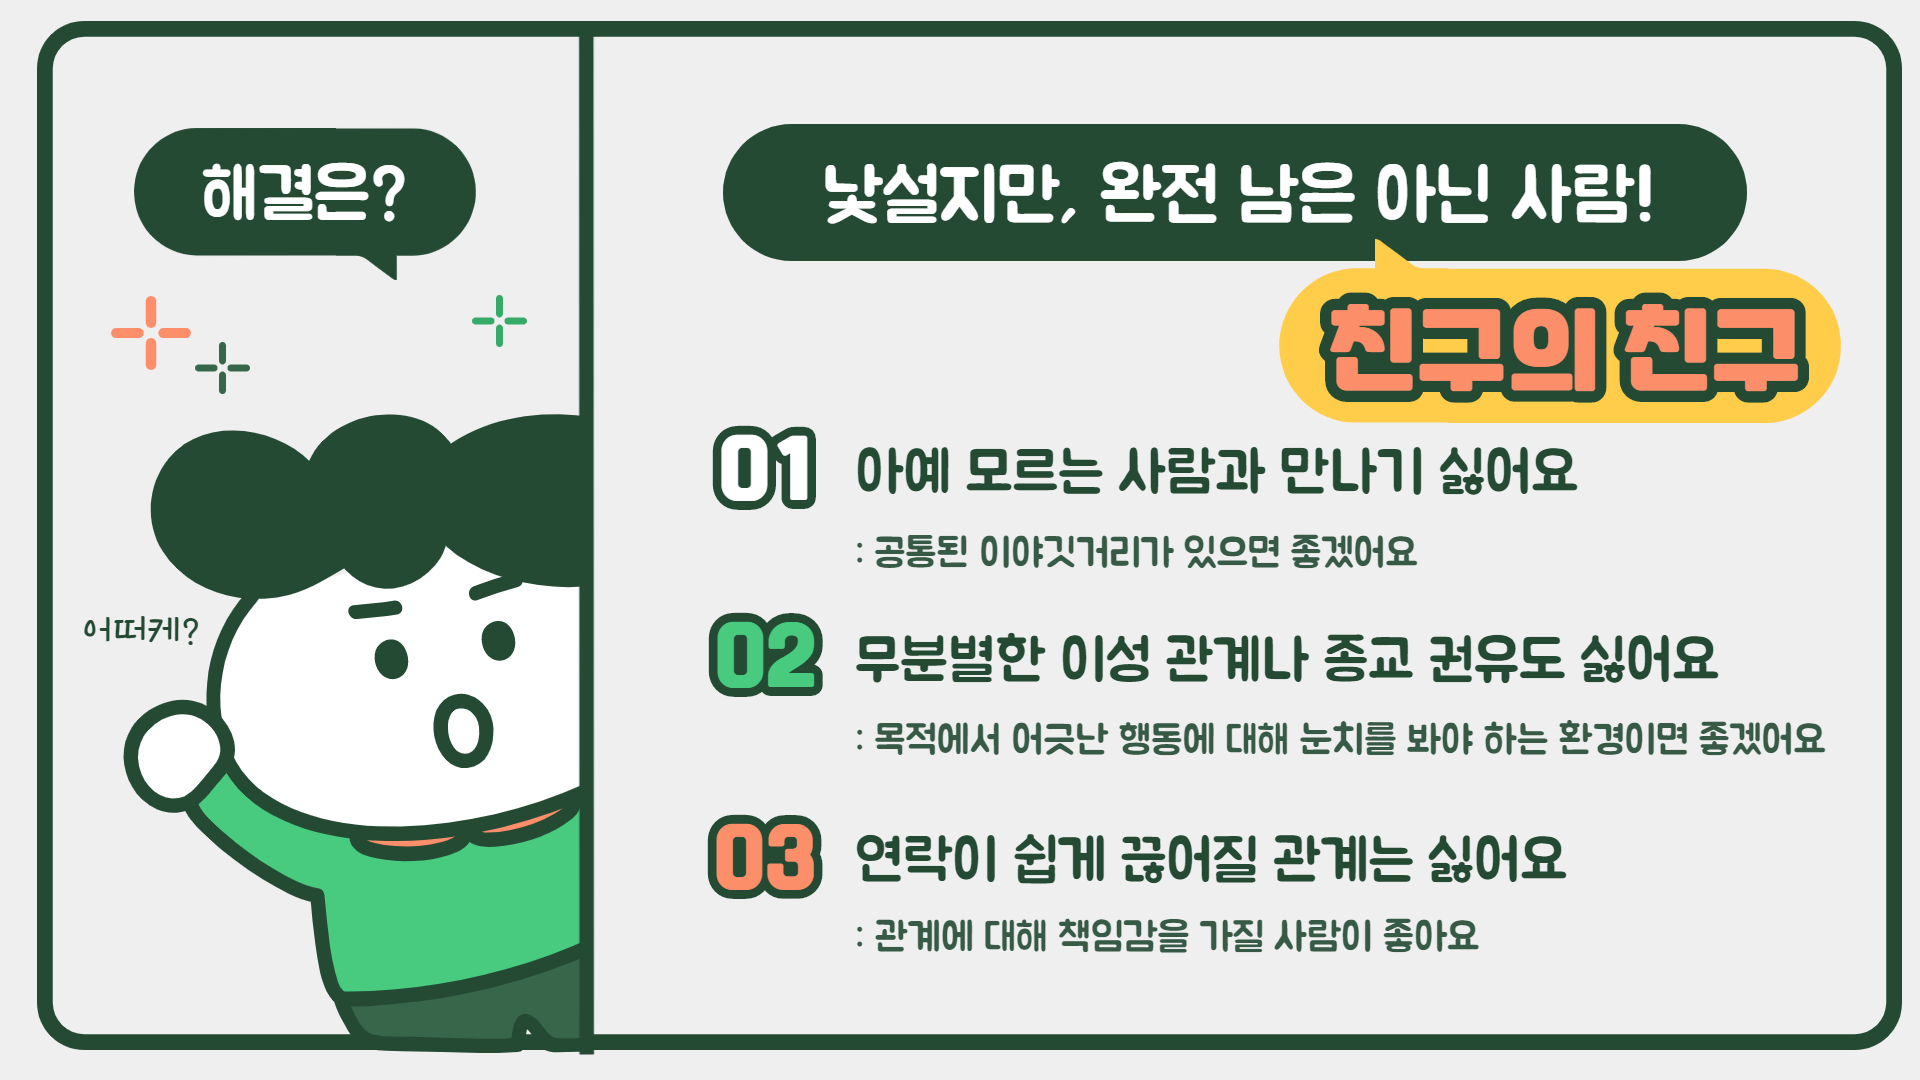 해결은?
어떠케?
낯설지만, 완전 남은 아닌 사람!
친구의 친구
01 아예 모르는 사람과 만나기 싫어요
: 공통된 이야깃거리가 있으면 좋겠어요
02 무분별한 이성 관계나 종교 권유도 싫어요
: 목적에서 어긋난 행동에 대해 눈치를 봐야 하는 환경이면 좋겠어요
03 연락이 쉽게 끊어질 관계는 싫어요
: 관계에 대해 책임감을 가질 사람이 좋아요